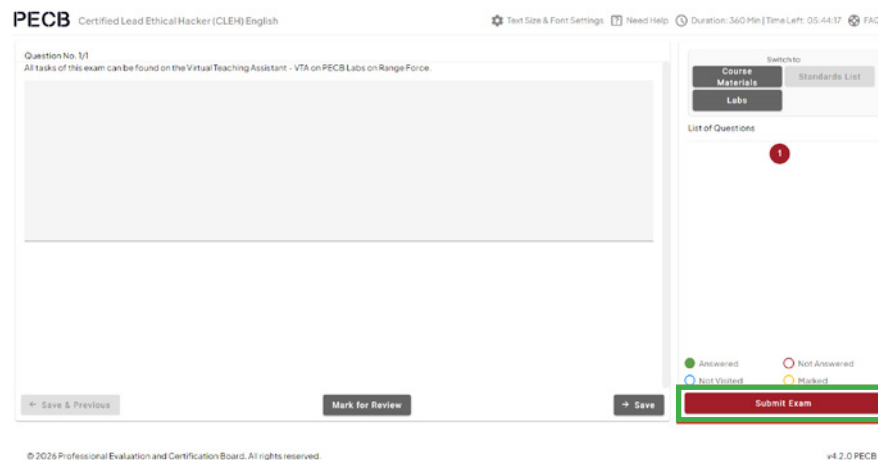 PECB Certified Lead Ethical Hacker (CLEH) English
Text Size & Font Settings Need Help Duration: 360 Min | Time Left: 05:44:17 FAQ
Question No. 1/1
All tasks of this exam can be found on the Virtual Teaching Assistant - VTA on PECB Labs on Range Force.
Switch to
Course Materials
Standards List
Labs
List of Questions
1
Answered
Not Answered
Not Visited
Marked
← Save & Previous
Mark for Review
→ Save
Submit Exam
© 2026 Professional Evaluation and Certification Board. All rights reserved.
v4.2.0 PECB